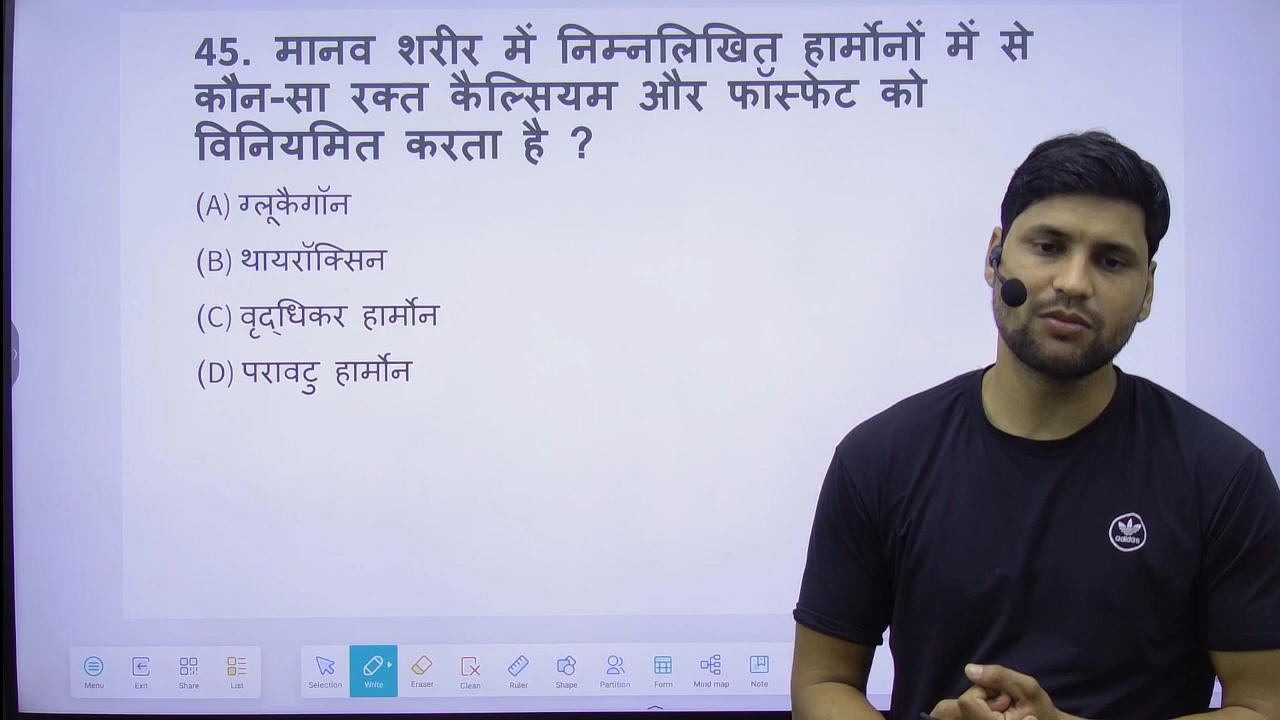 45. मानव शरीर में निम्नलिखित हार्मोनों में से
कौन-सा रक्त कैल्सियम और फॉस्फेट को
विनियमित करता है ?
(A) ग्लूकैगॉन
(B) थायरॉक्सिन
(C) वृद्धिकर हार्मोन
(D) परावटु हार्मोन
adidas
Menu Exit Share List Selection Write Eraser Clean Ruler Shape Partition Form Mind map Note